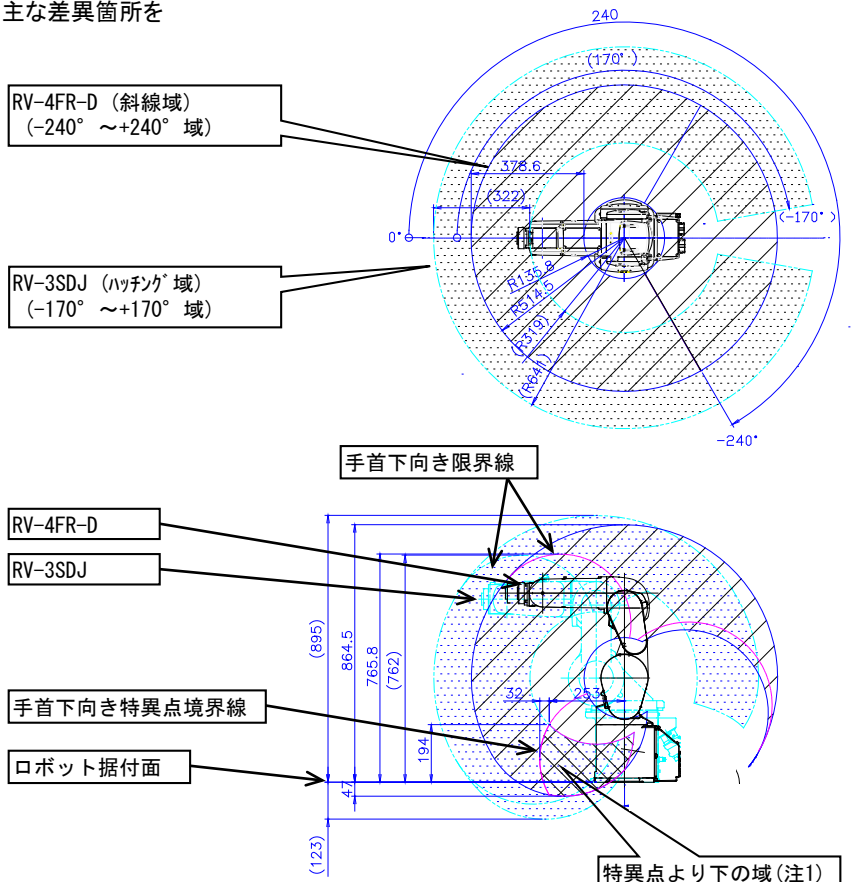 主な差異箇所を
240
(170°)
RV-4FR-D (斜線域)
(-240° ～+240° 域)
378.6
(322)
0°
(-170°)
RV-3SDJ (ハッチング域)
(-170° ～+170° 域)
R135.8
R514.5
(R319)
(R641)
-240°
手首下向き限界線
RV-4FR-D
RV-3SDJ
(895)
864.5
765.8
(762)
32
253
手首下向き特異点境界線
194
ロボット据付面
47
(123)
特異点より下の域(注1)